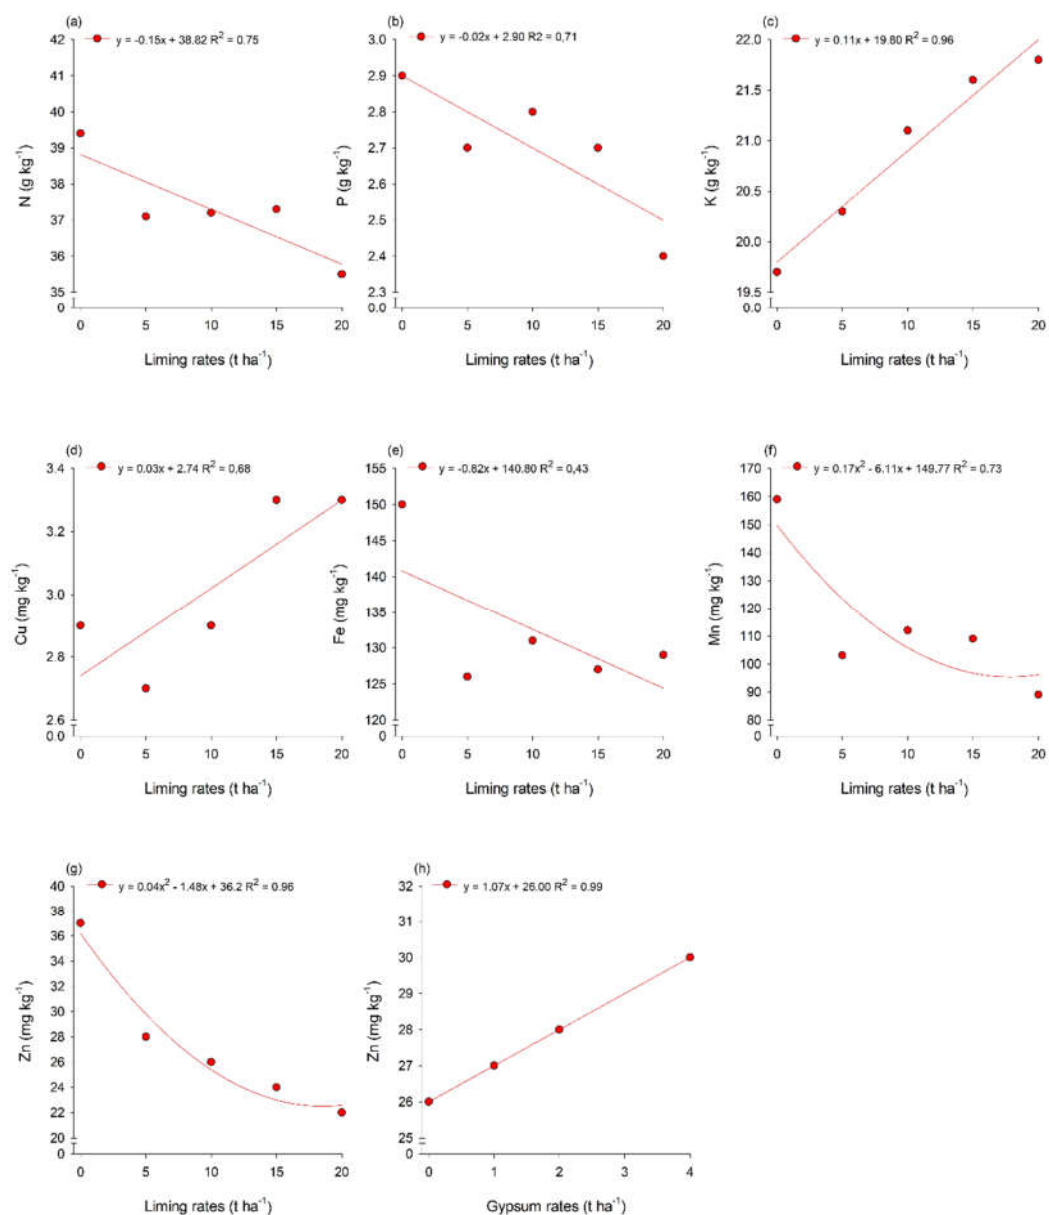 (a)
y = -0.15x + 38.82 R² = 0.75
42
41
39
38
37
36
35
0
N (g kg⁻¹)
0 5 10 15 20
Liming rates (t ha⁻¹)
(b)
y = -0.02x + 2.90 R2 = 0,71
3.0
2.9
2.8
2.7
2.6
2.5
2.4
2.3
0.0
P (g kg⁻¹)
0 5 10 15 20
Liming rates (t ha⁻¹)
(c)
y = 0.11x + 19.80 R² = 0.96
22.0
21.5
21.0
20.5
20.0
19.5
0.0
K (g kg⁻¹)
0 5 10 15 20
Liming rates (t ha⁻¹)
(d)
y = 0.03x + 2.74 R² = 0,68
3.4
3.2
3.0
2.8
2.6
0.0
Cu (mg kg⁻¹)
0 5 10 15 20
Liming rates (t ha⁻¹)
(e)
y = -0.82x + 140.80 R² = 0,43
155
150
145
140
135
130
125
120
0
Fe (mg kg⁻¹)
0 5 10 15 20
Liming rates (t ha⁻¹)
(f)
y = 0.17x² - 6.11x + 149.77 R² = 0.73
170
160
150
140
130
120
110
100
90
80
0
Mn (mg kg⁻¹)
0 5 10 15 20
Liming rates (t ha⁻¹)
(g)
y = 0.04x² - 1.48x + 36.2 R² = 0.96
40
38
36
34
32
30
28
26
24
22
20
0
Zn (mg kg⁻¹)
0 5 10 15 20
Liming rates (t ha⁻¹)
(h)
y = 1.07x + 26.00 R² = 0.99
32
31
30
29
28
27
26
25
0
Zn (mg kg⁻¹)
0 1 2 3 4
Gypsum rates (t ha⁻¹)